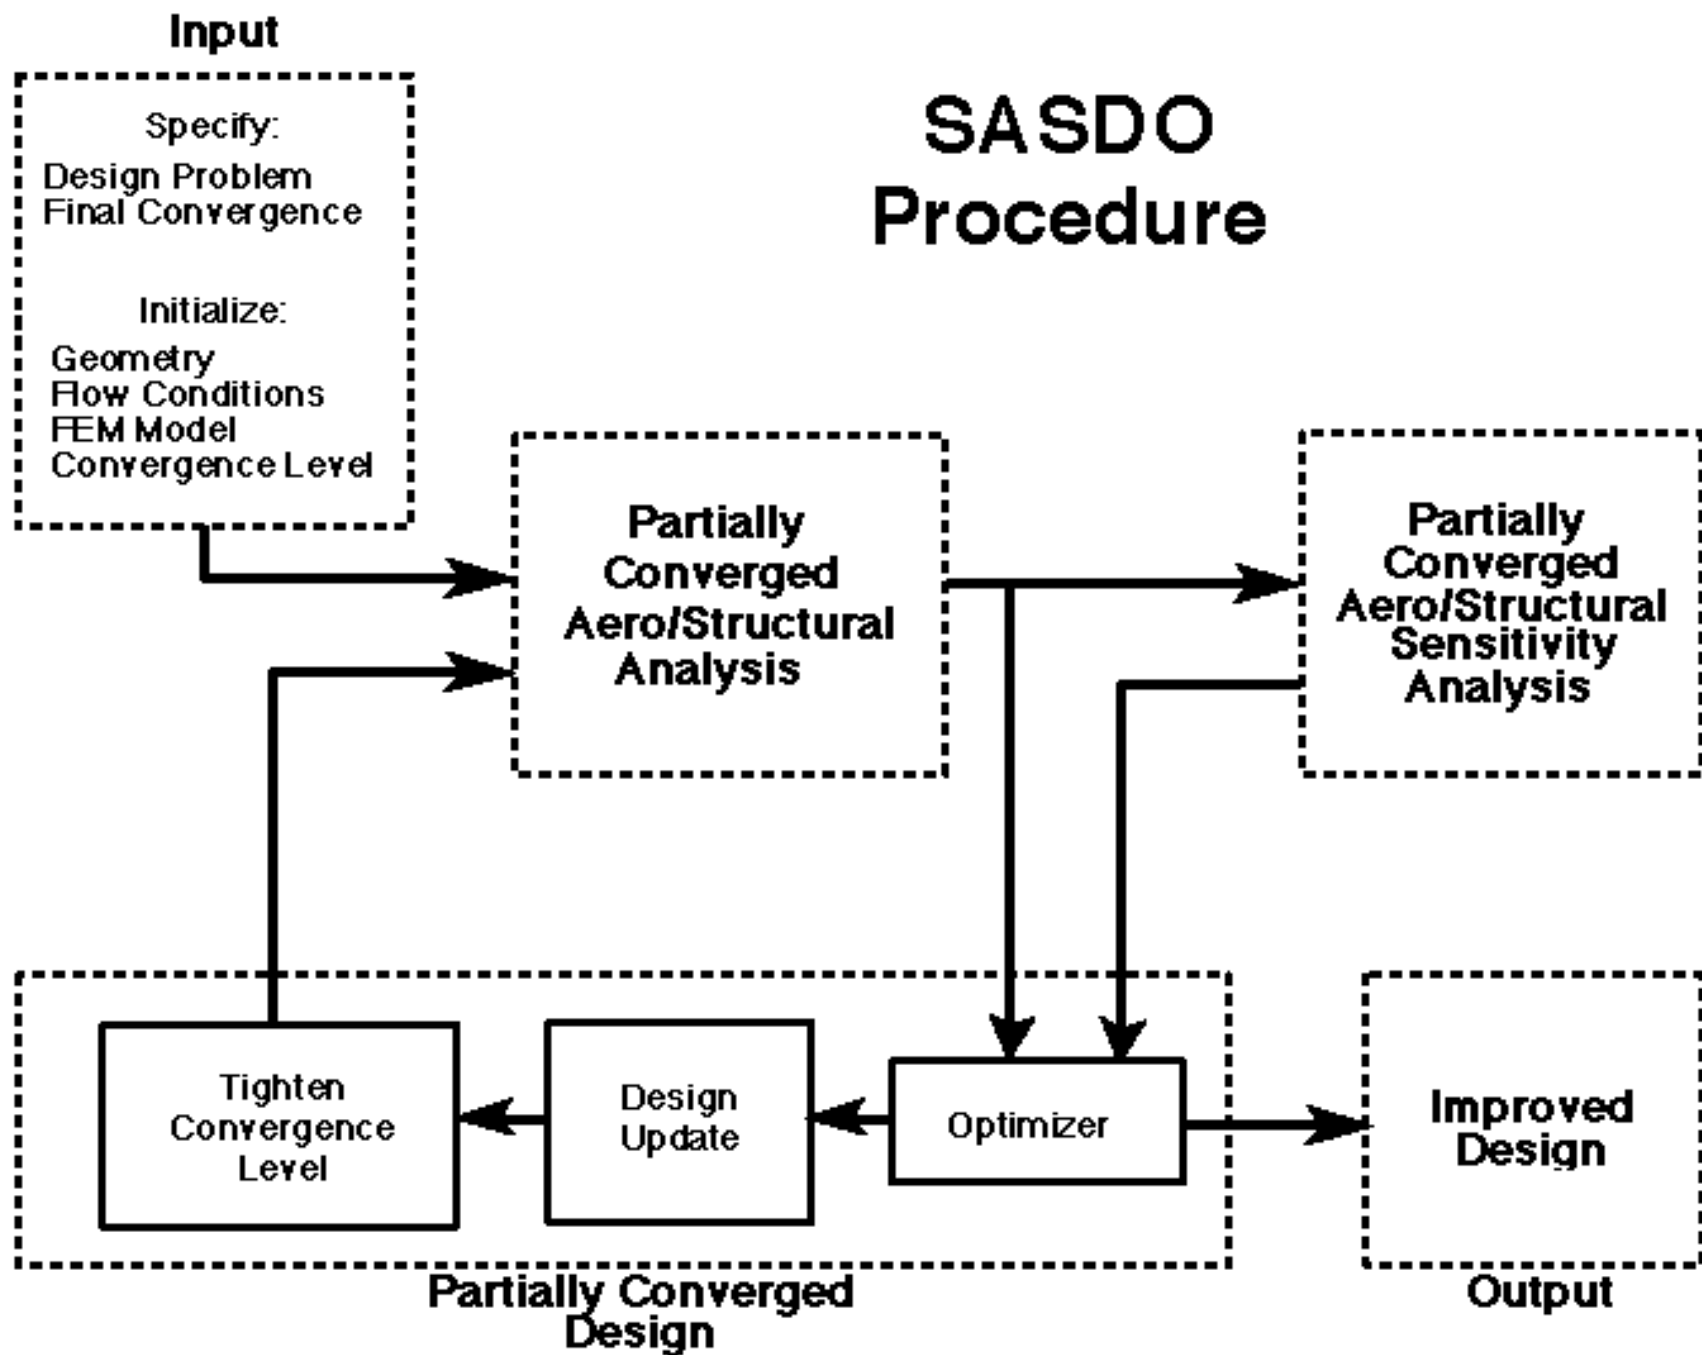 Input
Specify:
Design Problem
Final Convergence
Initialize:
Geometry
Flow Conditions
FEM Model
Convergence Level
SASDO
Procedure
Partially
Converged
Aero/Structural
Analysis
Partially
Converged
Aero/Structural
Sensitivity
Analysis
Tighten
Convergence
Level
Design
Update
Optimizer
Improved
Design
Partially Converged
Design
Output